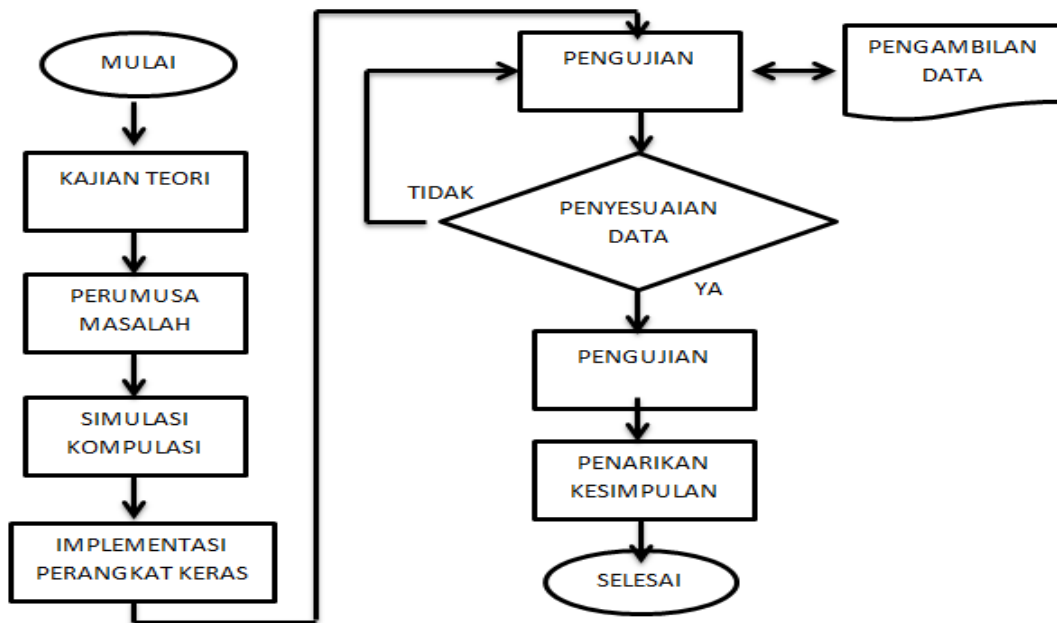 MULAI
KAJIAN TEORI
PERUMUSA
MASALAH
SIMULASI
KOMPULASI
IMPLEMENTASI
PERANGKAT KERAS
PENGUJIAN
PENGAMBILAN
DATA
TIDAK
PENYESUAIAN
DATA
YA
PENGUJIAN
PENARIKAN
KESIMPULAN
SELESAI